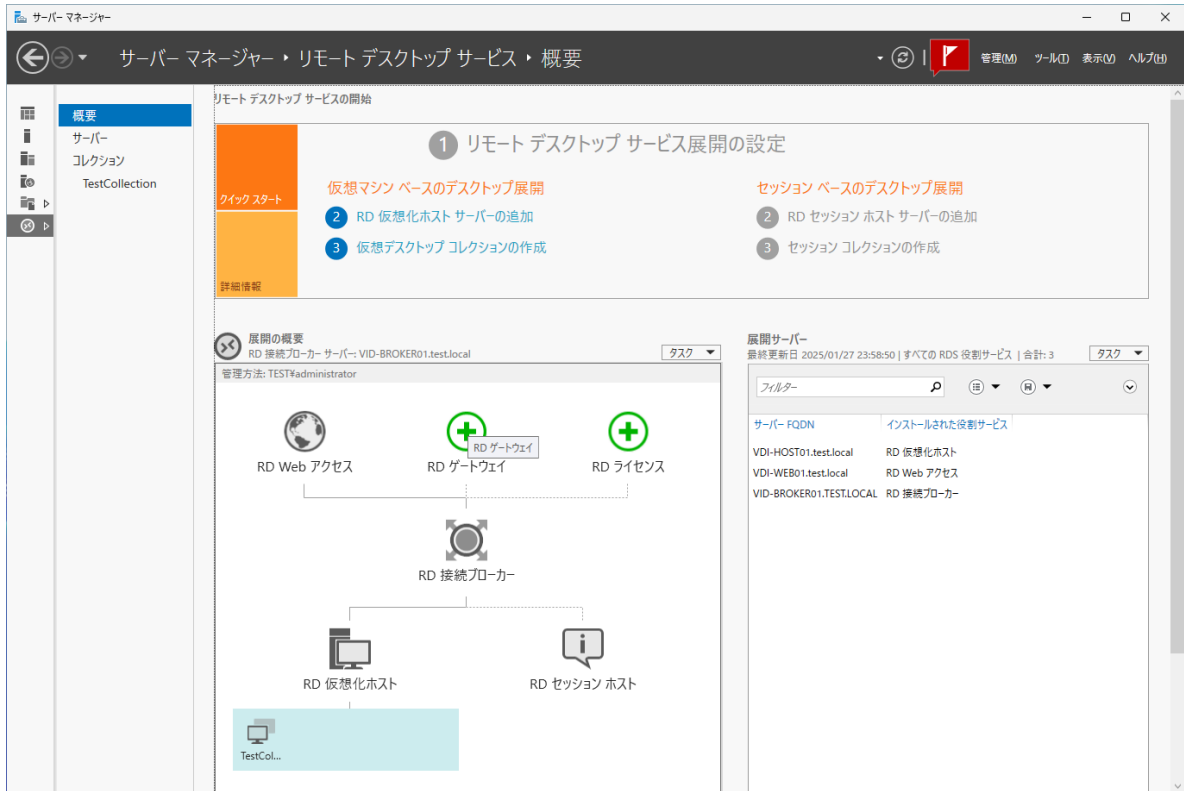 サーバー マネージャー
サーバー マネージャー ・ リモート デスクトップ サービス ・ 概要
管理(M) ツール(T) 表示(V) ヘルプ(H)
概要
サーバー
コレクション
TestCollection
リモート デスクトップ サービスの開始
クイック スタート
詳細情報
1 リモート デスクトップ サービス展開の設定
仮想マシン ベースのデスクトップ展開
2 RD 仮想化ホスト サーバーの追加
3 仮想デスクトップ コレクションの作成
セッション ベースのデスクトップ展開
2 RD セッション ホスト サーバーの追加
3 セッション コレクションの作成
展開の概要
RD 接続ブローカー サーバー: VID-BROKER01.test.local
タスク
管理方法: TEST¥administrator
RD Web アクセス
RD ゲートウェイ
RD ゲートウェイ
RD ライセンス
RD 接続ブローカー
RD 仮想化ホスト
RD セッション ホスト
TestCol...
展開サーバー
最終更新日 2025/01/27 23:58:50 | すべての RDS 役割サービス | 合計: 3
タスク
フィルター
サーバー FQDN インストールされた役割サービス
VDI-HOST01.test.local RD 仮想化ホスト
VDI-WEB01.test.local RD Web アクセス
VID-BROKER01.TEST.LOCAL RD 接続ブローカー